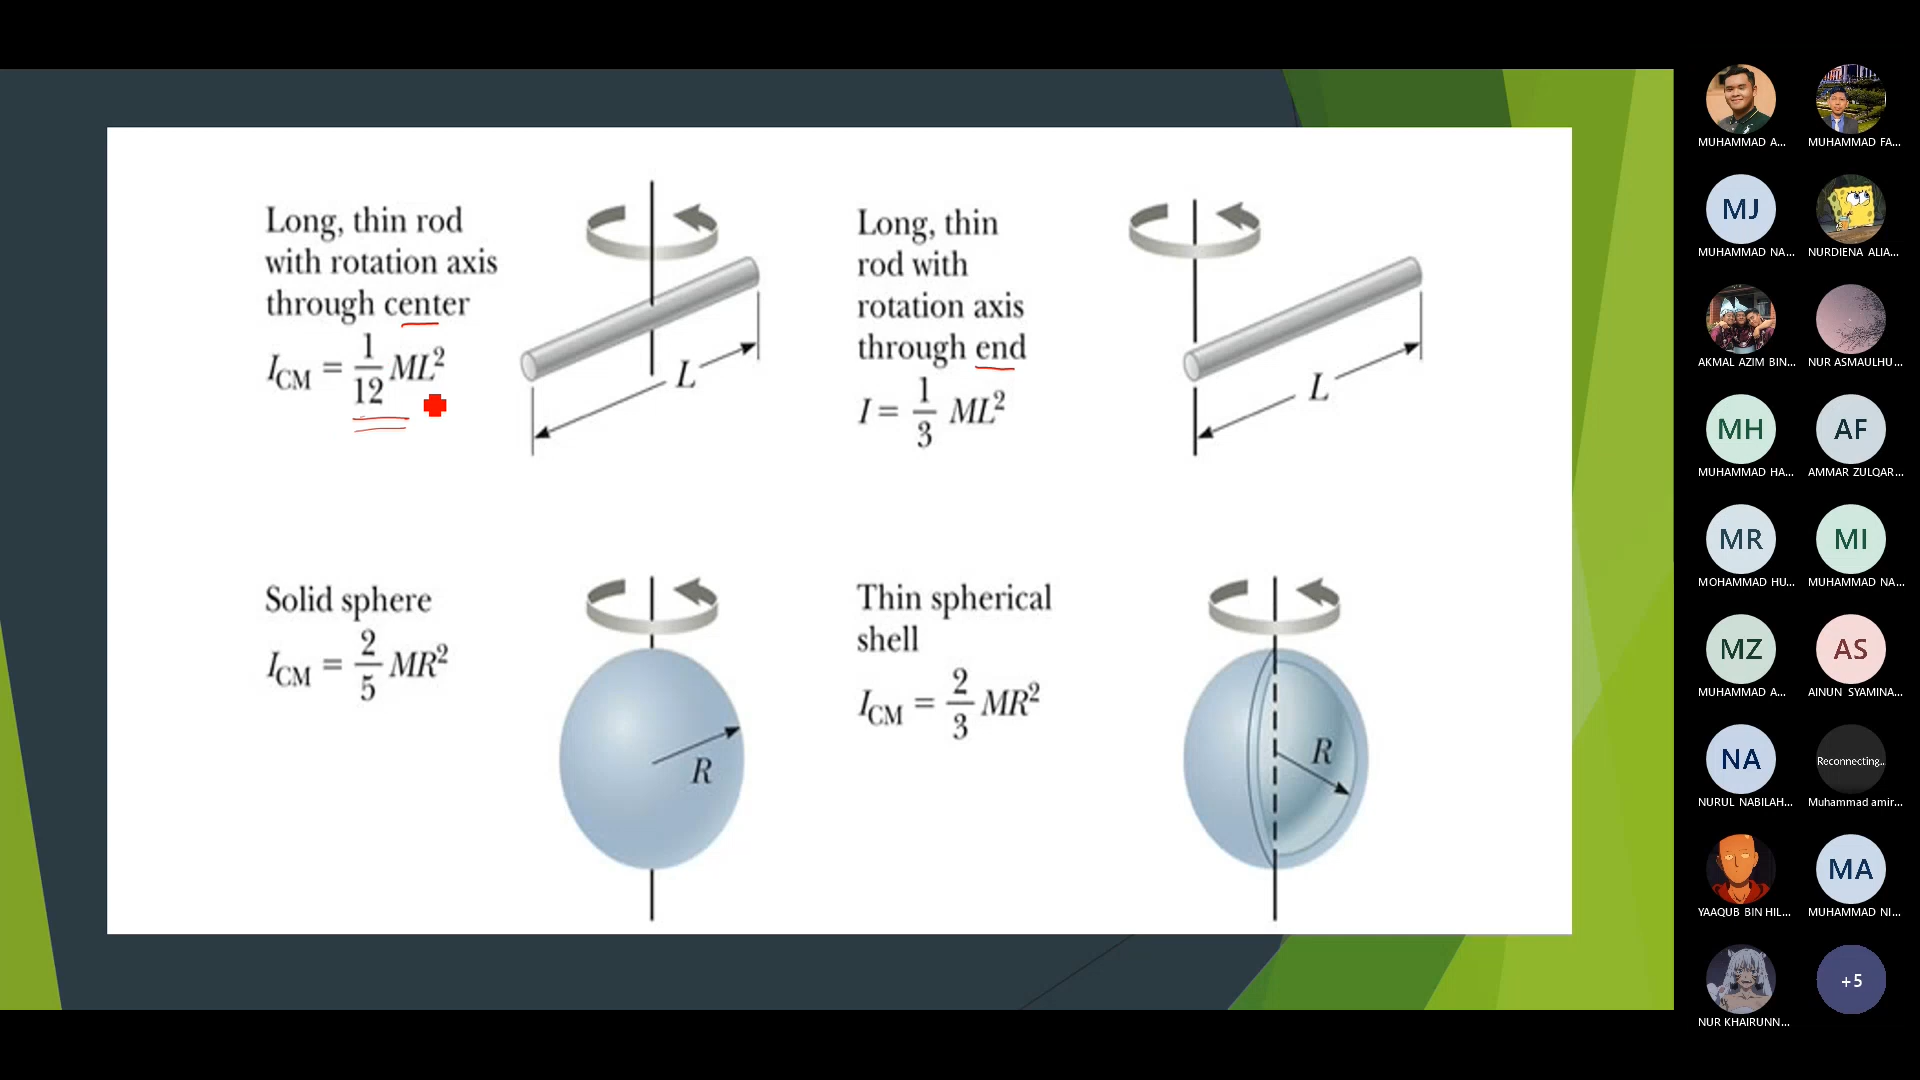 Long, thin rod
with rotation axis
through center
I_CM = 1/12 ML²
L
Long, thin
rod with
rotation axis
through end
I = 1/3 ML²
L
Solid sphere
I_CM = 2/5 MR²
R
Thin spherical
shell
I_CM = 2/3 MR²
R
MUHAMMAD A...
MUHAMMAD FA...
MJ
MUHAMMAD NA...
NURDIENA ALIA...
AKMAL AZIM BIN...
NUR ASMAULHU...
MH
AF
MUHAMMAD HA...
AMMAR ZULQAR...
MR
MI
MOHAMMAD HU...
MUHAMMAD NA...
MZ
AS
MUHAMMAD A...
AINUN SYAMINA...
NA
Reconnecting...
NURUL NABILAH...
Muhammad amir...
MA
YAAQUB BIN HIL...
MUHAMMAD NI...
+5
NUR KHAIRUNN...